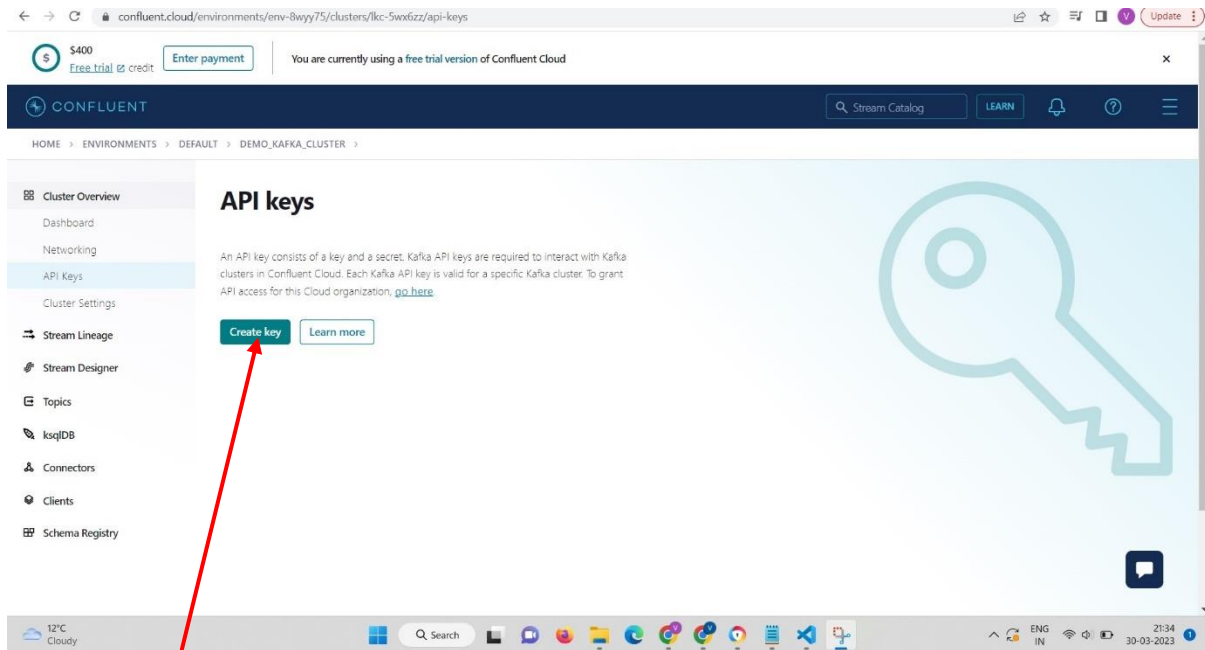 confluent.cloud/environments/env-8wyy75/clusters/lkc-5wx6zz/api-keys
V
Update
$
$400
Free trial credit
Enter payment
You are currently using a free trial version of Confluent Cloud
CONFLUENT
Stream Catalog
LEARN
HOME > ENVIRONMENTS > DEFAULT > DEMO_KAFKA_CLUSTER >
Cluster Overview
Dashboard
Networking
API Keys
Cluster Settings
Stream Lineage
Stream Designer
Topics
ksqlDB
Connectors
Clients
Schema Registry
API keys
An API key consists of a key and a secret. Kafka API keys are required to interact with Kafka
clusters in Confluent Cloud. Each Kafka API key is valid for a specific Kafka cluster. To grant
API access for this Cloud organization, go here.
Create key
Learn more
12°C
Cloudy
Search
ENG
IN
21:34
30-03-2023
1